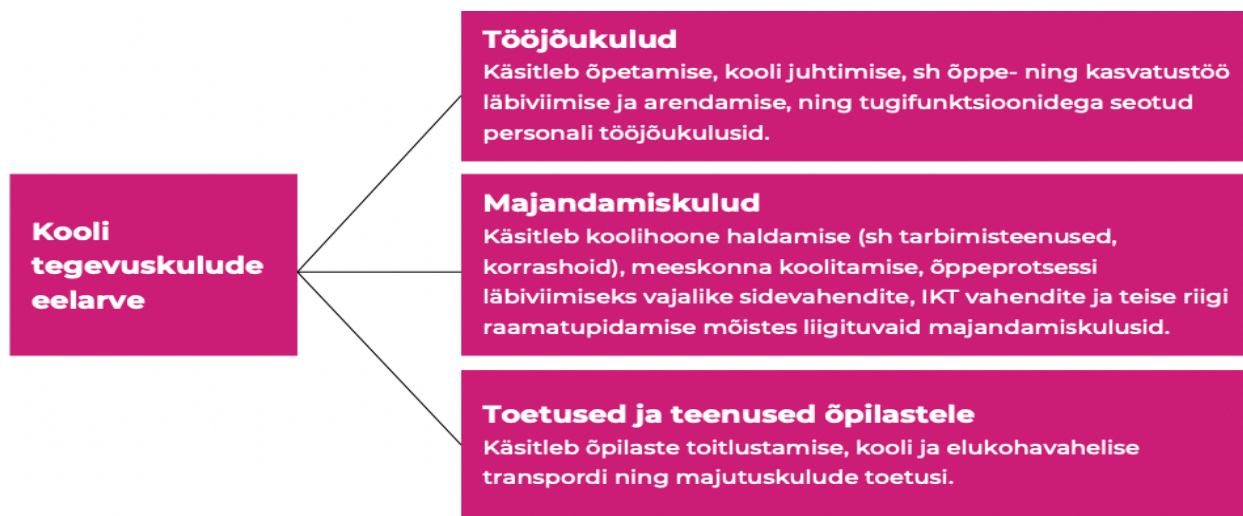 Kooli
tegevuskulude
eelarve
Tööjõukulud
Käsitleb õpetamise, kooli juhtimise, sh õppe- ning kasvatustöö
läbiviimise ja arendamise, ning tugifunktsioonidega seotud
personali tööjõukulusid.
Majandamiskulud
Käsitleb koolihoone haldamise (sh tarbimisteenused,
korrashoid), meeskonna koolitamise, õppeprotsessi
läbiviimiseks vajalike sidevahendite, IKT vahendite ja teise riigi
raamatupidamise mõistes liigituvaid majandamiskulusid.
Toetused ja teenused õpilastele
Käsitleb õpilaste toitlustamise, kooli ja elukohavahelise
transpordi ning majutuskulude toetusi.